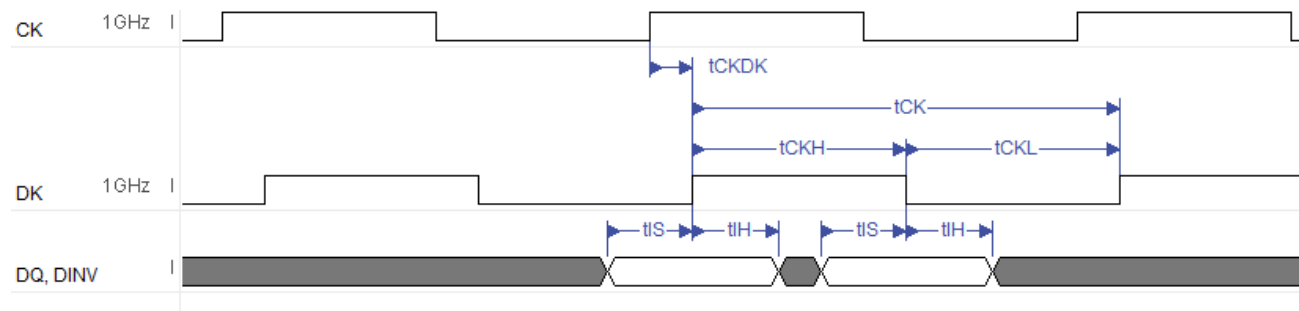 CK 1GHz I
tCKDK
tCK
tCKH tCKL
DK 1GHz I
tIS tIH tIS tIH
DQ, DINV I